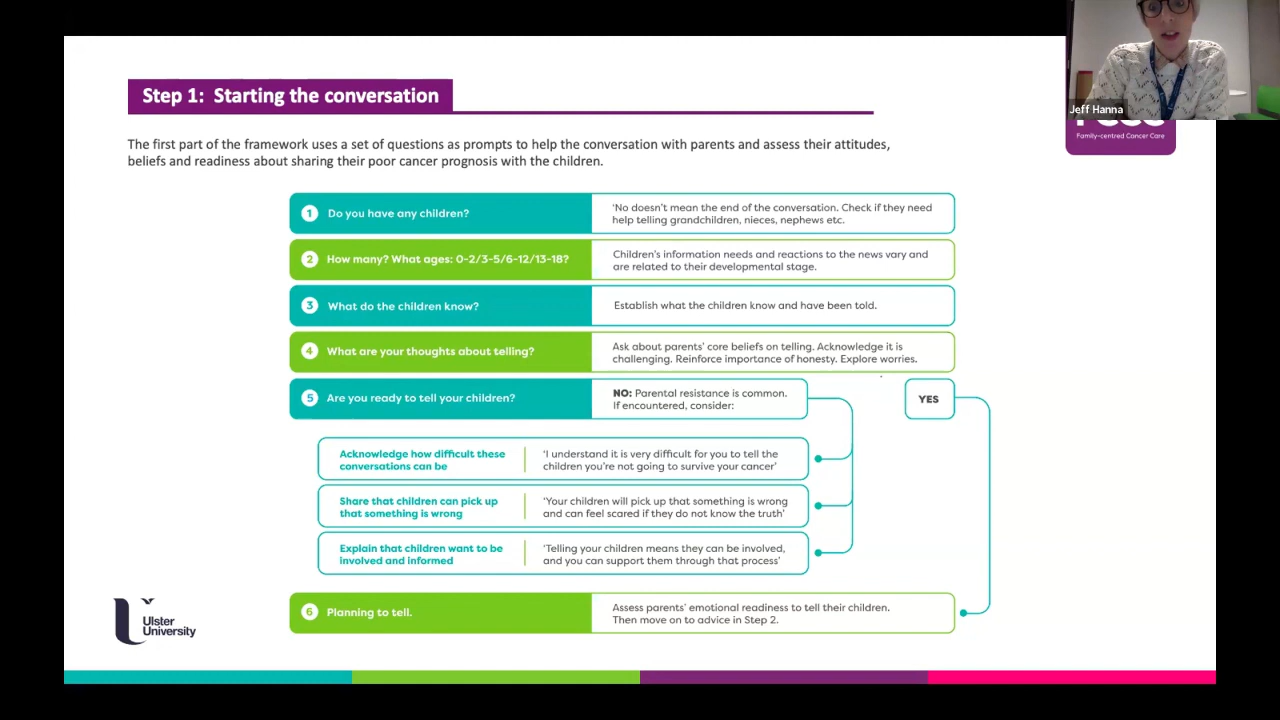 Jeff Hanna
Family-centred Cancer Care
Step 1: Starting the conversation
The first part of the framework uses a set of questions as prompts to help the conversation with parents and assess their attitudes,
beliefs and readiness about sharing their poor cancer prognosis with the children.
1 Do you have any children?
'No doesn't mean the end of the conversation. Check if they need
help telling grandchildren, nieces, nephews etc.
2 How many? What ages: 0-2/3-5/6-12/13-18?
Children's information needs and reactions to the news vary and
are related to their developmental stage.
3 What do the children know?
Establish what the children know and have been told.
4 What are your thoughts about telling?
Ask about parents' core beliefs on telling. Acknowledge it is
challenging. Reinforce importance of honesty. Explore worries.
5 Are you ready to tell your children?
NO: Parental resistance is common.
If encountered, consider:
YES
Acknowledge how difficult these
conversations can be
'I understand it is very difficult for you to tell the
children you're not going to survive your cancer'
Share that children can pick up
that something is wrong
'Your children will pick up that something is wrong
and can feel scared if they do not know the truth'
Explain that children want to be
involved and informed
'Telling your children means they can be involved,
and you can support them through that process'
6 Planning to tell.
Assess parents' emotional readiness to tell their children.
Then move on to advice in Step 2.
Ulster
University